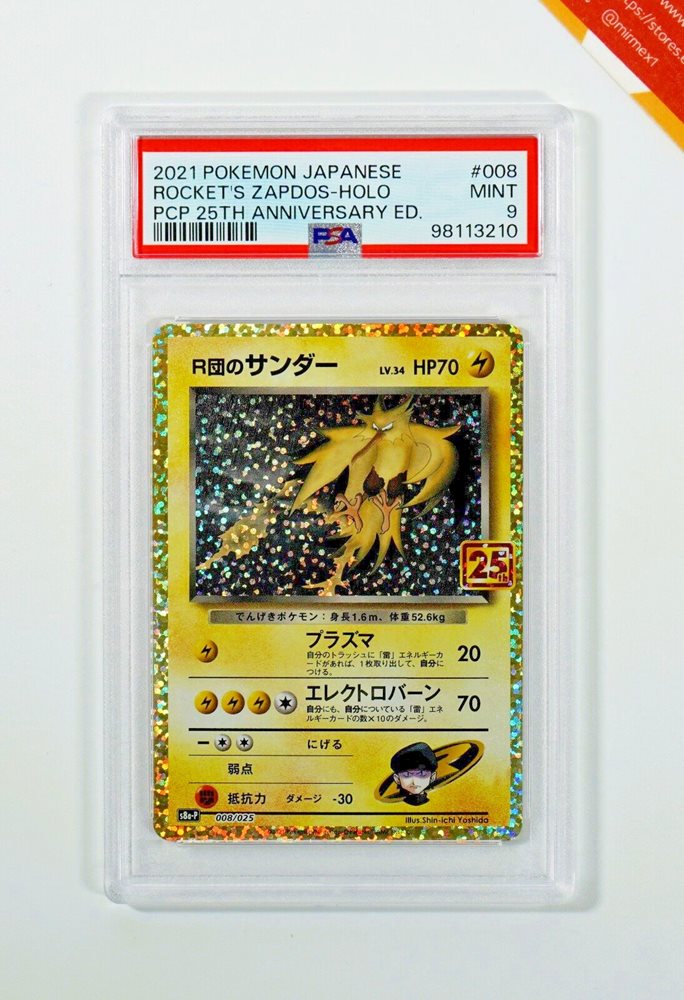 www.
https://stores.e
@mirmex1
2021 POKEMON JAPANESE #008
ROCKET'S ZAPDOS-HOLO MINT
PCP 25TH ANNIVERSARY ED. 9
PSA 98113210
R団のサンダー LV.34 HP70
25th
でんげきポケモン：身長1.6m、体重52.6kg
プラズマ 20
自分のトラッシュに「雷」エネルギーカ
ードがあれば、1枚取り出して、自分に
つける。
エレクトロバーン 70
自分にも、自分についている「雷」エネ
ルギーカードの数×10のダメージ。
にげる
弱点
抵抗力 ダメージ -30
s8a-P 008/025
Illus.Shin-ichi Yoshida